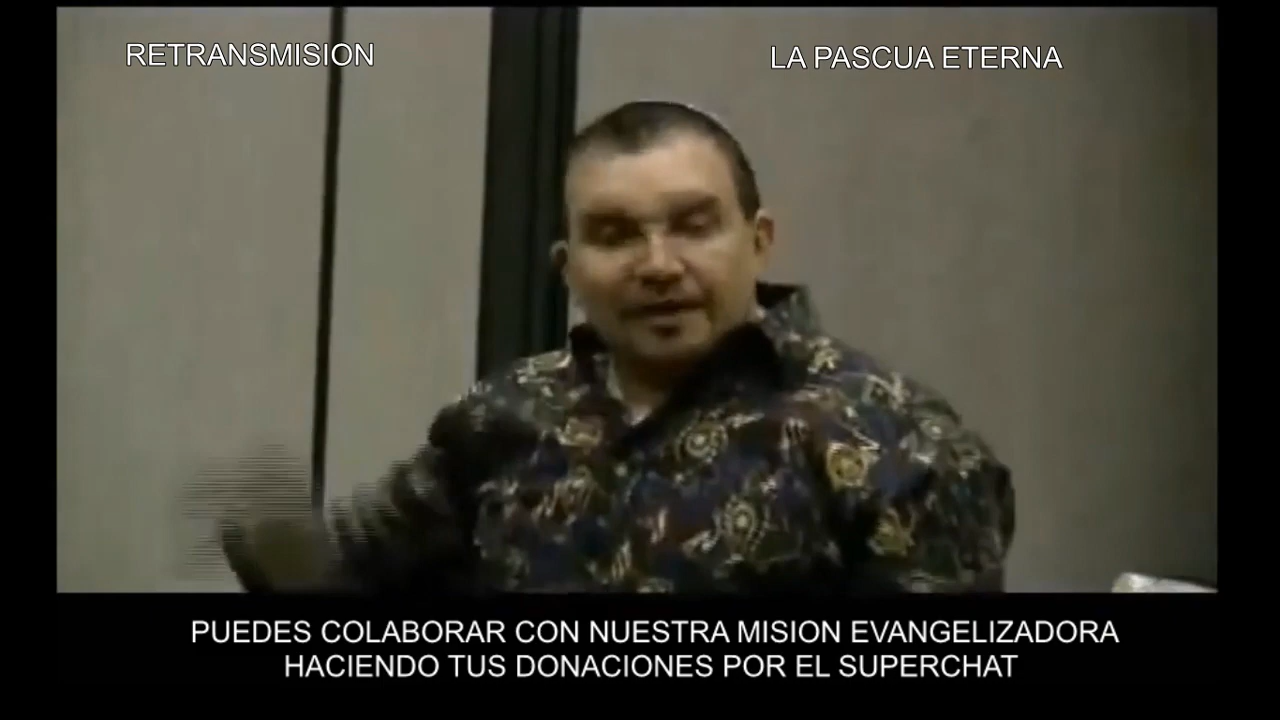 RETRANSMISION
LA PASCUA ETERNA
PUEDES COLABORAR CON NUESTRA MISION EVANGELIZADORA
HACIENDO TUS DONACIONES POR EL SUPERCHAT